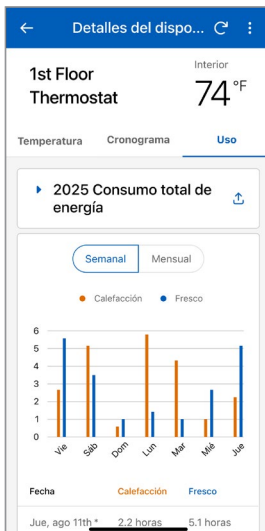 Detalles del dispo...
1st Floor
Thermostat
Interior
74°F
Temperatura
Cronograma
Uso
2025 Consumo total de
energía
Semanal
Mensual
Calefacción
Fresco
6
5
4
3
2
1
0
Vie
Sáb
Dom
Lun
Mar
Mié
Jue
Fecha
Calefacción
Fresco
Jue, ago 11th *
2.2 horas
5.1 horas